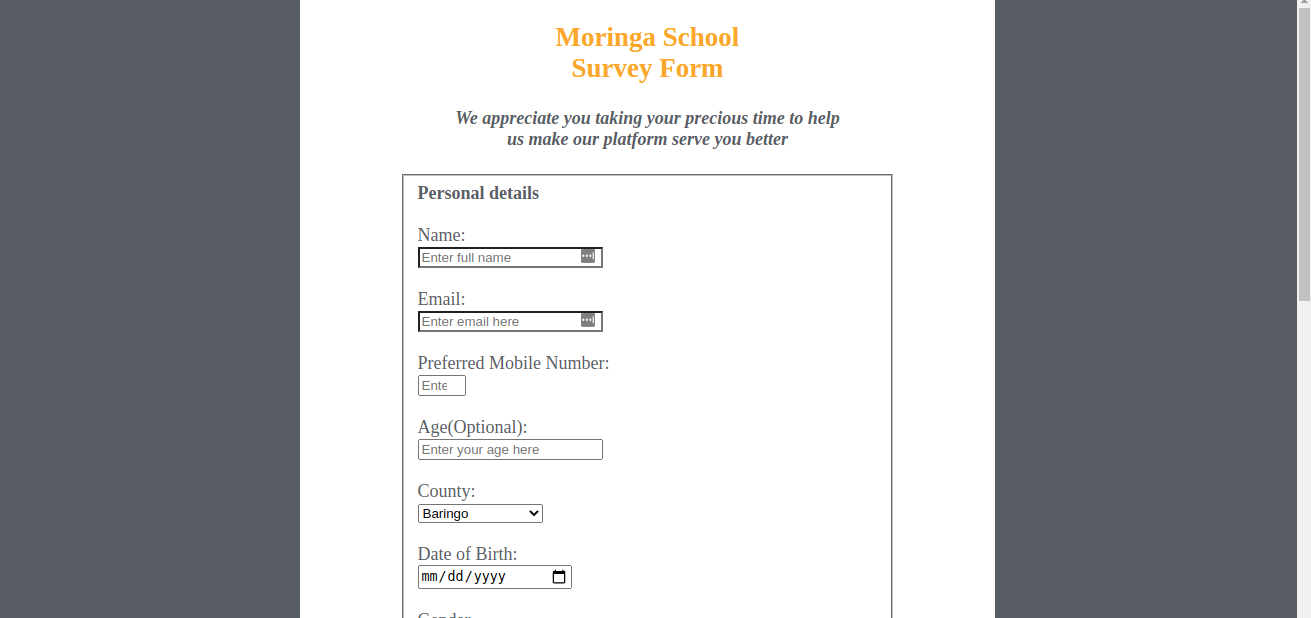 Moringa School
Survey Form
We appreciate you taking your precious time to help
us make our platform serve you better
Personal details
Name:
Enter full name
Email:
Enter email here
Preferred Mobile Number:
Ente
Age(Optional):
Enter your age here
County:
Baringo
Date of Birth:
mm/dd/yyyy
Gender